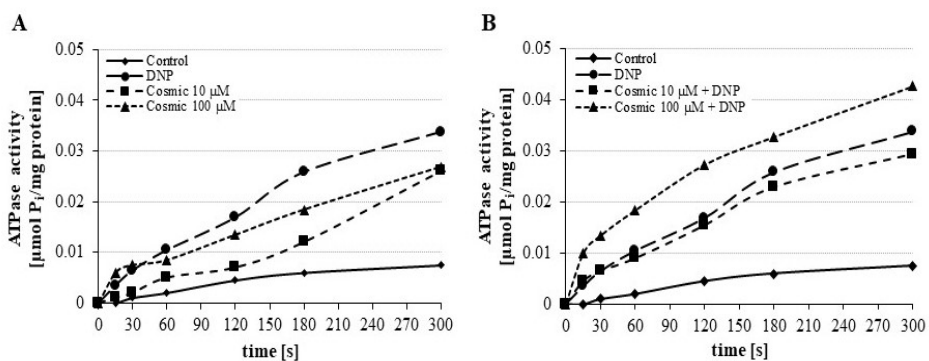 A
ATPase activity
[µmol Pi/mg protein]
0.05
0.04
0.03
0.02
0.01
0
Control
DNP
Cosmic 10 µM
Cosmic 100 µM
0 30 60 90 120 150 180 210 240 270 300
time [s]
B
ATPase activity
[µmol Pi/mg protein]
0.05
0.04
0.03
0.02
0.01
0
Control
DNP
Cosmic 10 µM + DNP
Cosmic 100 µM + DNP
0 30 60 90 120 150 180 210 240 270 300
time [s]